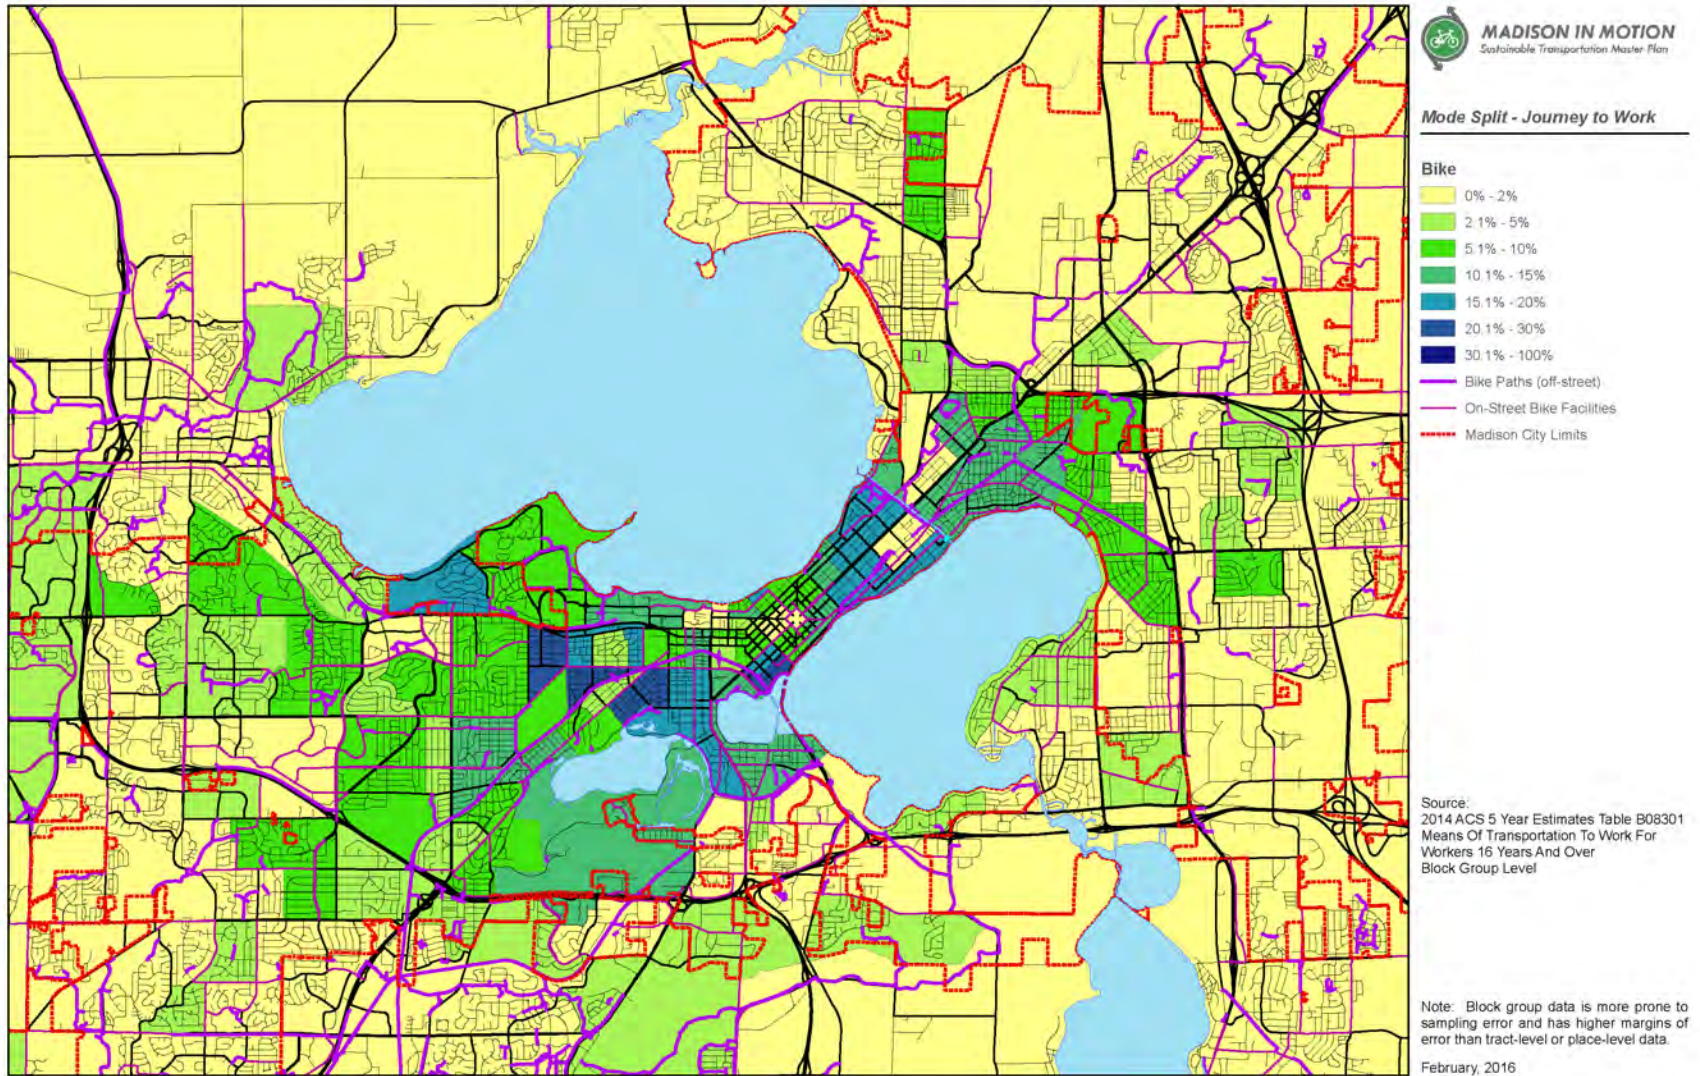 MADISON IN MOTION
Sustainable Transportation Master Plan
Mode Split - Journey to Work
Bike
0% - 2%
2.1% - 5%
5.1% - 10%
10.1% - 15%
15.1% - 20%
20.1% - 30%
30.1% - 100%
Bike Paths (off-street)
On-Street Bike Facilities
Madison City Limits
Source:
2014 ACS 5 Year Estimates Table B08301
Means Of Transportation To Work For
Workers 16 Years And Over
Block Group Level
Note: Block group data is more prone to
sampling error and has higher margins of
error than tract-level or place-level data.
February, 2016